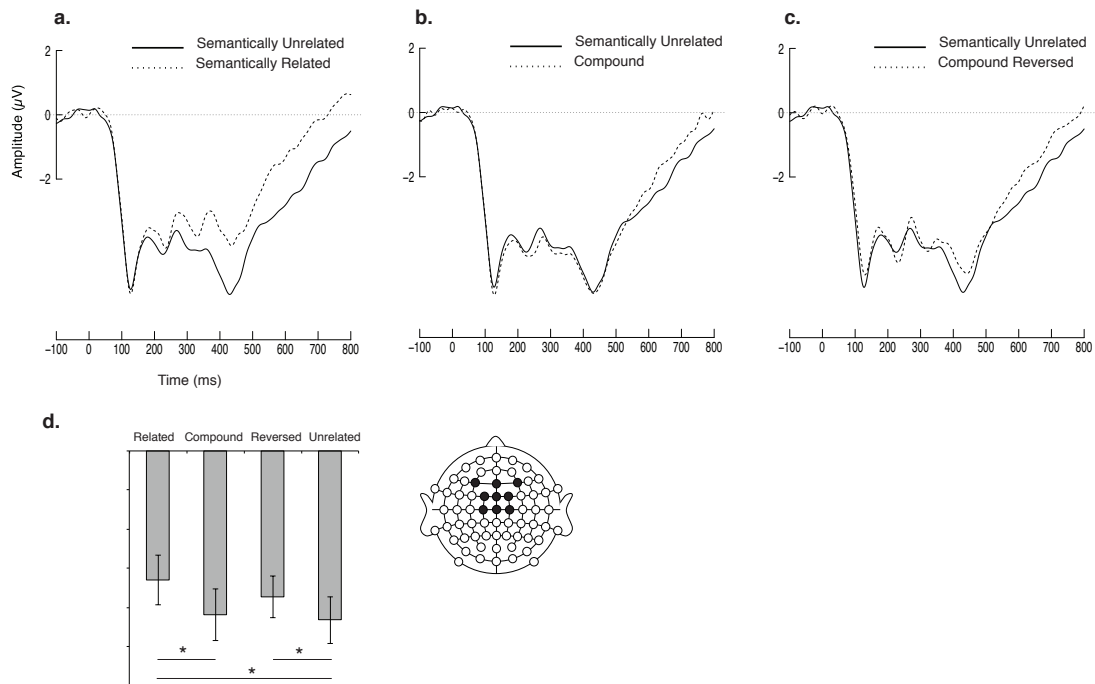 a.
Semantically Unrelated
Semantically Related
2
0
−2
Amplitude (µV)
−100 0 100 200 300 400 500 600 700 800
Time (ms)
b.
Semantically Unrelated
Compound
2
0
−2
−100 0 100 200 300 400 500 600 700 800
c.
Semantically Unrelated
Compound Reversed
2
0
−2
−100 0 100 200 300 400 500 600 700 800
d.
Related Compound Reversed Unrelated
* *
*